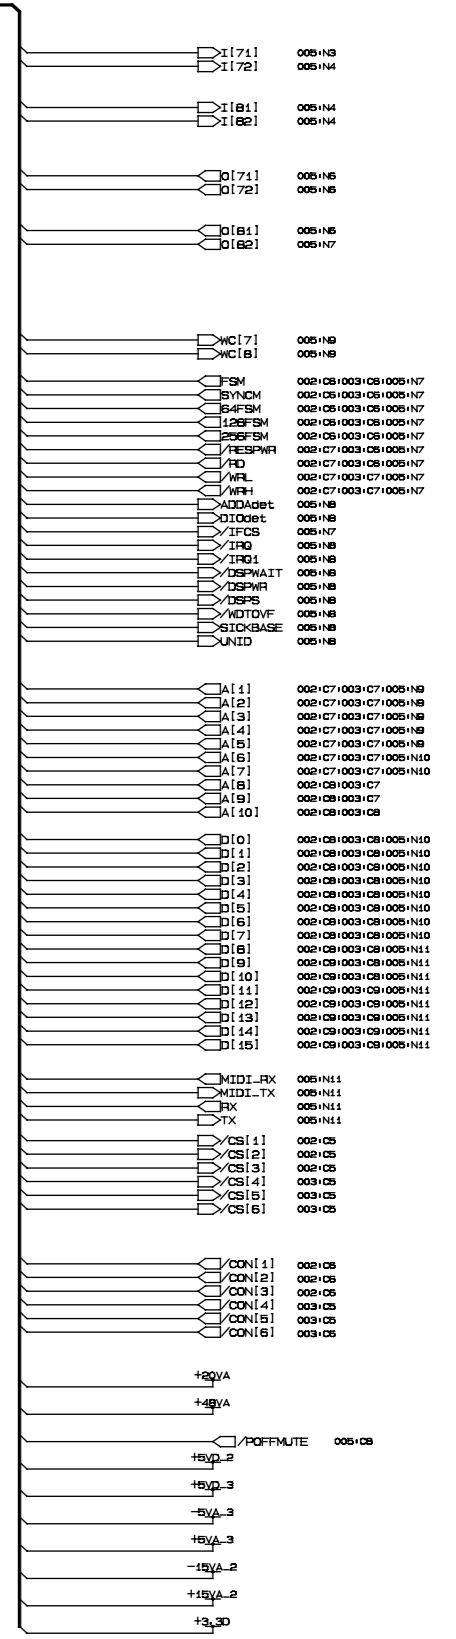 I[71] 005:N3
I[72] 005:N4
I[81] 005:N4
I[82] 005:N4
O[71] 005:N6
O[72] 005:N6
O[81] 005:N6
O[82] 005:N7
WC[7] 005:N9
WC[8] 005:N9
FSM 002:C6;003:C6;005:N7
SYNCM 002:C6;003:C6;005:N7
64FSM 002:C6;003:C6;005:N7
128FSM 002:C6;003:C6;005:N7
256FSM 002:C6;003:C6;005:N7
/RESPWR 002:C7;003:C6;005:N7
/RD 002:C7;003:C6;005:N7
/WRL 002:C7;003:C7;005:N7
/WRH 002:C7;003:C7;005:N7
ADDAdet 005:N8
DIOdet 005:N8
/IFCS 005:N7
/IRQ 005:N8
/IRQ1 005:N8
/DSPWAIT 005:N8
/DSPWR 005:N8
/DSPS 005:N8
/WDTOVF 005:N8
SICKBASE 005:N8
UNID 005:N8
A[1] 002:C7;003:C7;005:N9
A[2] 002:C7;003:C7;005:N9
A[3] 002:C7;003:C7;005:N9
A[4] 002:C7;003:C7;005:N9
A[5] 002:C7;003:C7;005:N9
A[6] 002:C7;003:C7;005:N10
A[7] 002:C7;003:C7;005:N10
A[8] 002:C8;003:C7
A[9] 002:C8;003:C7
A[10] 002:C8;003:C8
D[0] 002:C8;003:C8;005:N10
D[1] 002:C8;003:C8;005:N10
D[2] 002:C8;003:C8;005:N10
D[3] 002:C8;003:C8;005:N10
D[4] 002:C8;003:C8;005:N10
D[5] 002:C8;003:C8;005:N10
D[6] 002:C8;003:C8;005:N10
D[7] 002:C8;003:C8;005:N10
D[8] 002:C8;003:C8;005:N11
D[9] 002:C9;003:C8;005:N11
D[10] 002:C9;003:C8;005:N11
D[11] 002:C9;003:C9;005:N11
D[12] 002:C9;003:C9;005:N11
D[13] 002:C9;003:C9;005:N11
D[14] 002:C9;003:C9;005:N11
D[15] 002:C9;003:C9;005:N11
MIDI_RX 005:N11
MIDI_TX 005:N11
RX 005:N11
TX 005:N11
/CS[1] 002:C5
/CS[2] 002:C5
/CS[3] 002:C5
/CS[4] 003:C5
/CS[5] 003:C5
/CS[6] 003:C5
/CON[1] 002:C6
/CON[2] 002:C6
/CON[3] 002:C6
/CON[4] 003:C5
/CON[5] 003:C5
/CON[6] 003:C5
+20VA
+48VA
/POFFMUTE 005:C8
+5VD_2
+5VD_3
-5VA_3
+5VA_3
-15VA_2
+15VA_2
+3.3D